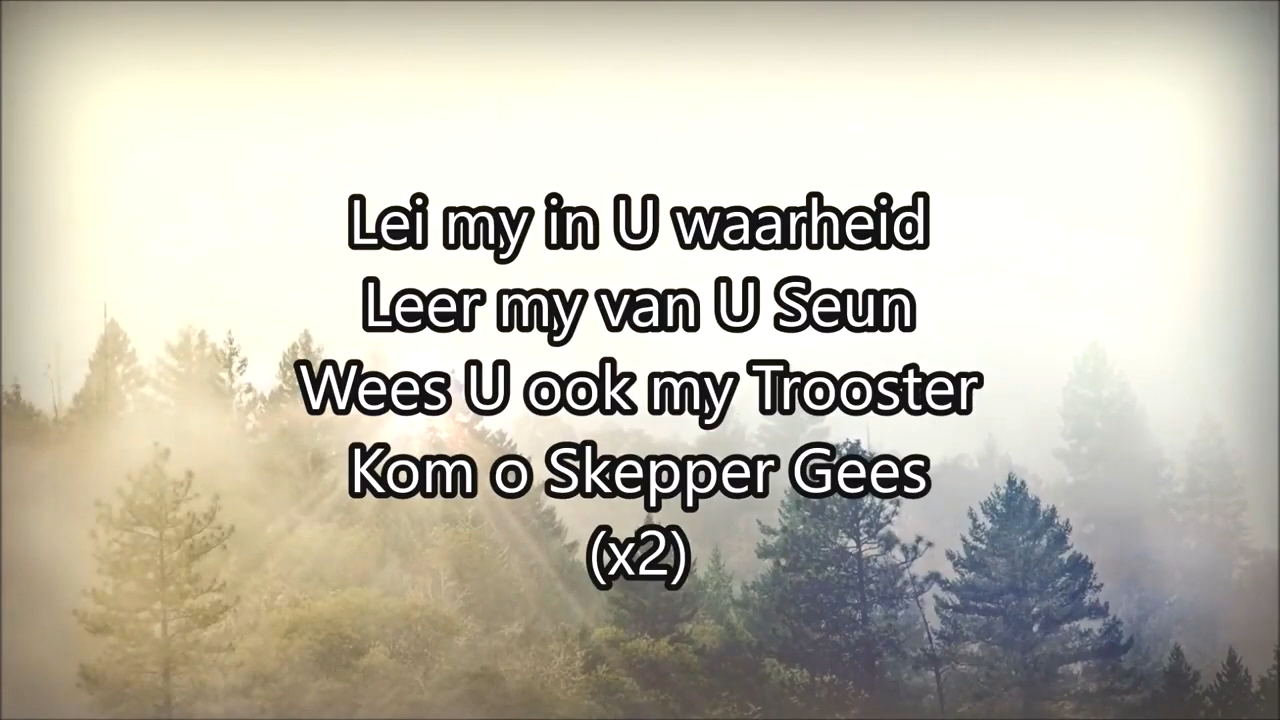 Lei my in U waarheid
Leer my van U Seun
Wees U ook my Trooster
Kom o Skepper Gees
(x2)